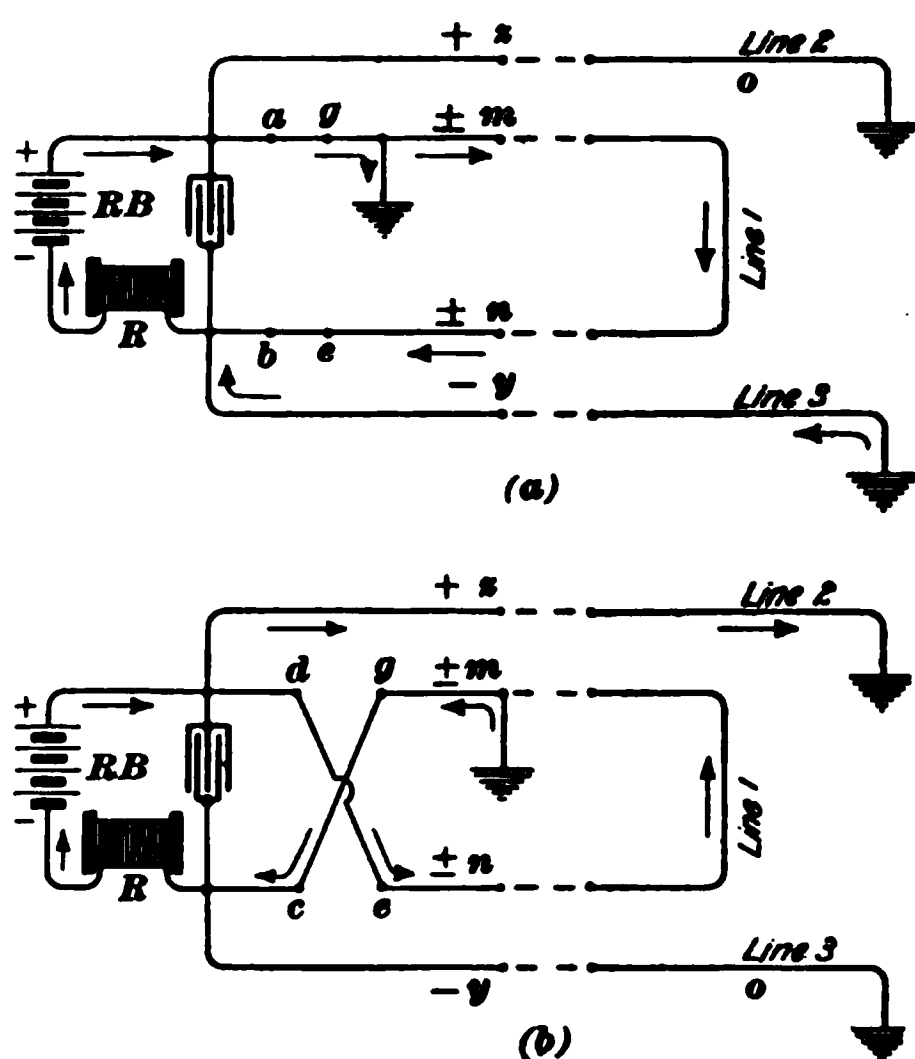 + z Line 2
o
a g ± m
+
RB
Line 1
−
R
b e ± n
− y Line 3
(a)
+ z Line 2
d g ± m
+
RB
Line 1
−
R
c e ± n
Line 3
− y o
(b)